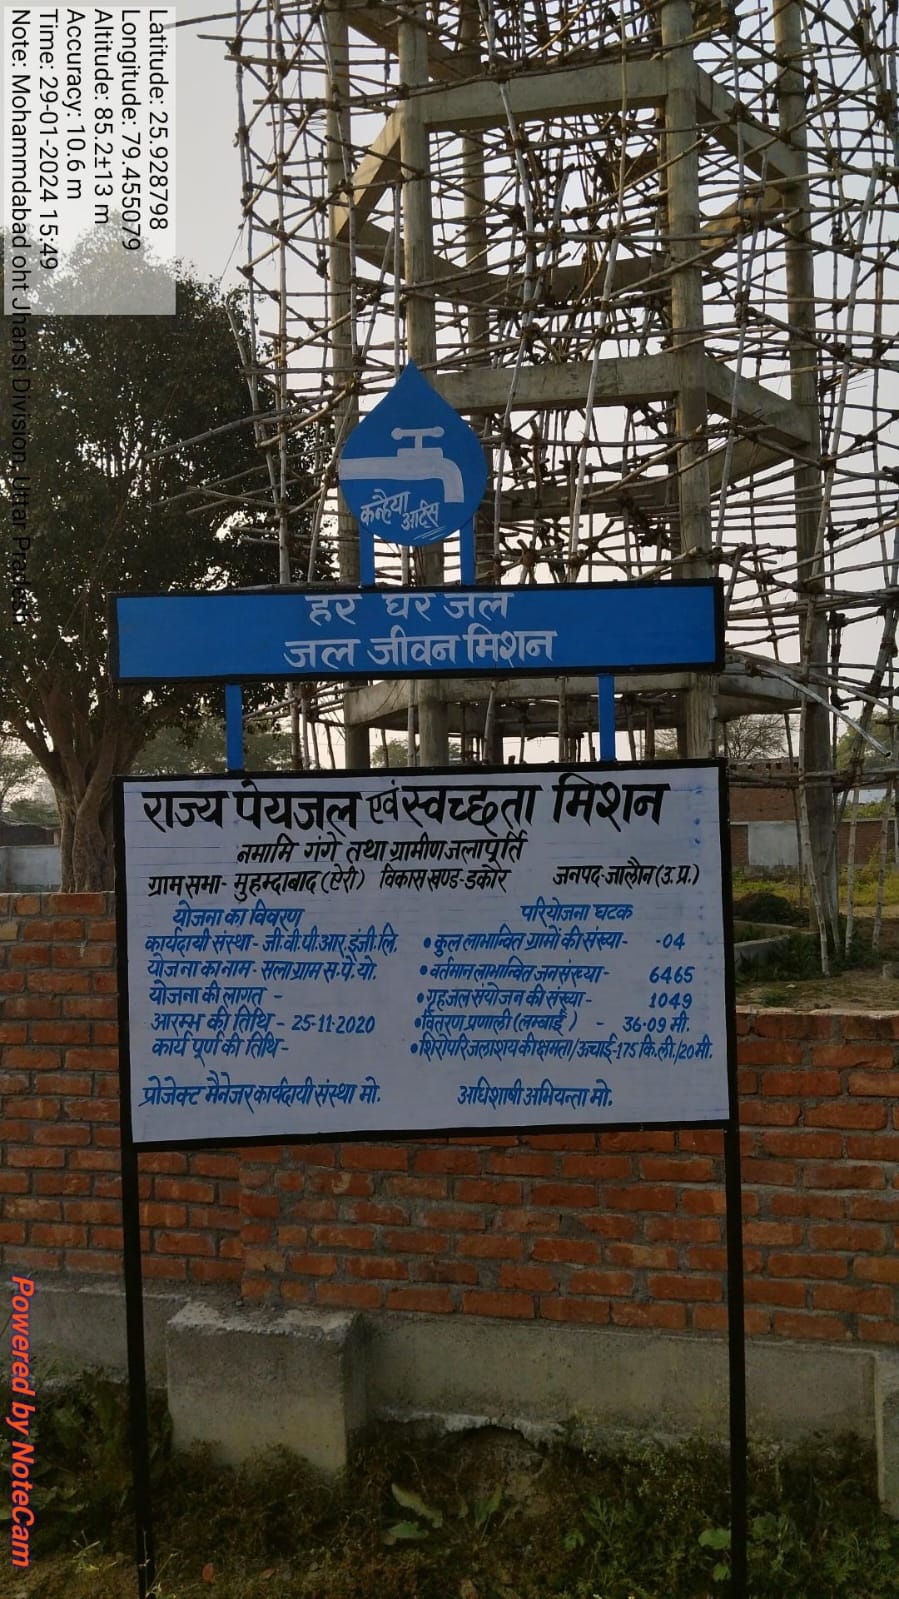 Latitude: 25.928798
Longitude: 79.455079
Altitude: 85.2±13 m
Accuracy: 10.6 m
Time: 29-01-2024 15:49
Note: Mohammdabad oht Jhansi Division Uttar Pradesh
कन्हैया
आर्ट्स
हर घर जल
जल जीवन मिशन
राज्य पेयजल एवं स्वच्छता मिशन
नमामि गंगे तथा ग्रामीण जलापूर्ति
ग्राम सभा- मुहम्दाबाद (ऐरी) विकास खण्ड-डकौर जनपद-जालौन (उ.प्र.)
योजना का विवरण
कार्यदायी संस्था- जी.वी.पी.आर.इंजी.लि.
योजना का नाम- सला ग्राम स.पे.यो.
योजना की लागत -
आरम्भ की तिथि - 25-11-2020
कार्य पूर्ण की तिथि-
प्रोजेक्ट मैनेजर कार्यदायी संस्था मो.
परियोजना घटक
• कुल लाभान्वित ग्रामों की संख्या- -04
• वर्तमान लाभान्वित जनसंख्या- 6465
• गृह जल संयोजन की संख्या- 1049
• वितरण प्रणाली (लम्बाई) - 36.09 मी.
• शिरोपरि जलाशय की क्षमता/ऊचाई-175 कि.ली./20मी.
अधिशाषी अभियन्ता मो.
Powered by NoteCam